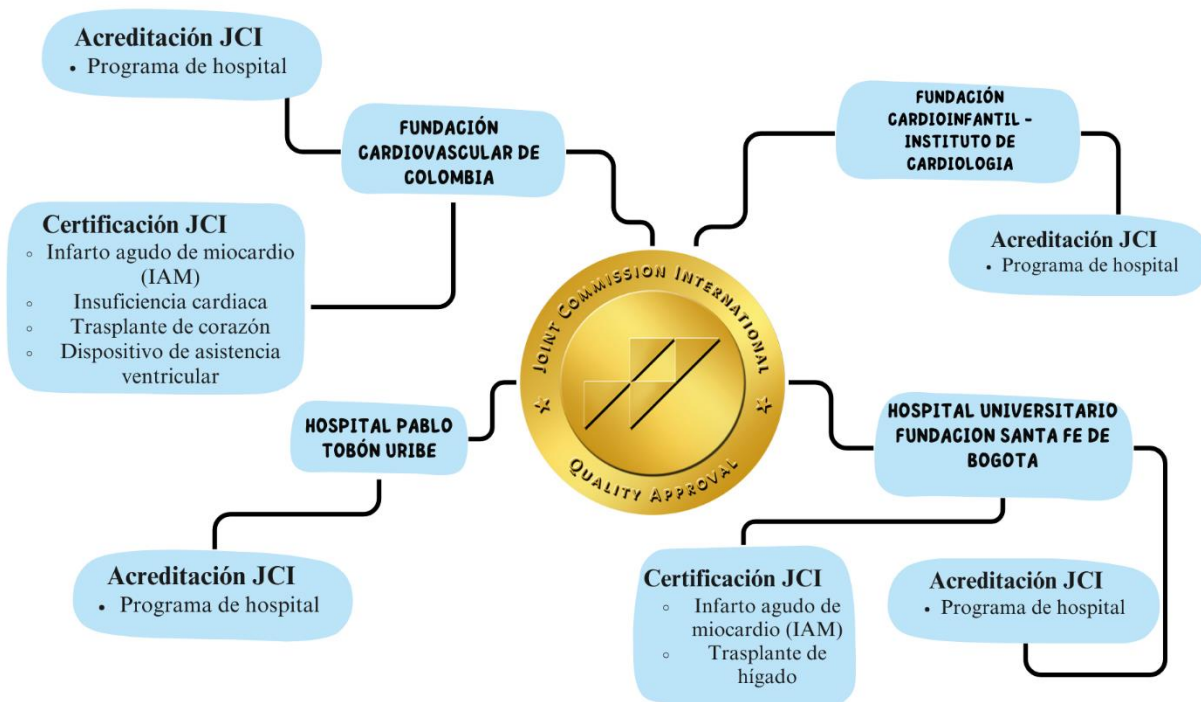 Acreditación JCI
• Programa de hospital
FUNDACIÓN
CARDIOVASCULAR DE
COLOMBIA
Certificación JCI
◦ Infarto agudo de miocardio
(IAM)
◦ Insuficiencia cardiaca
◦ Trasplante de corazón
◦ Dispositivo de asistencia
ventricular
FUNDACIÓN
CARDIOINFANTIL -
INSTITUTO DE
CARDIOLOGIA
Acreditación JCI
• Programa de hospital
JOINT COMMISSION INTERNATIONAL
QUALITY APPROVAL
HOSPITAL PABLO
TOBÓN URIBE
Acreditación JCI
• Programa de hospital
HOSPITAL UNIVERSITARIO
FUNDACION SANTA FE DE
BOGOTA
Certificación JCI
◦ Infarto agudo de
miocardio (IAM)
◦ Trasplante de
hígado
Acreditación JCI
• Programa de hospital